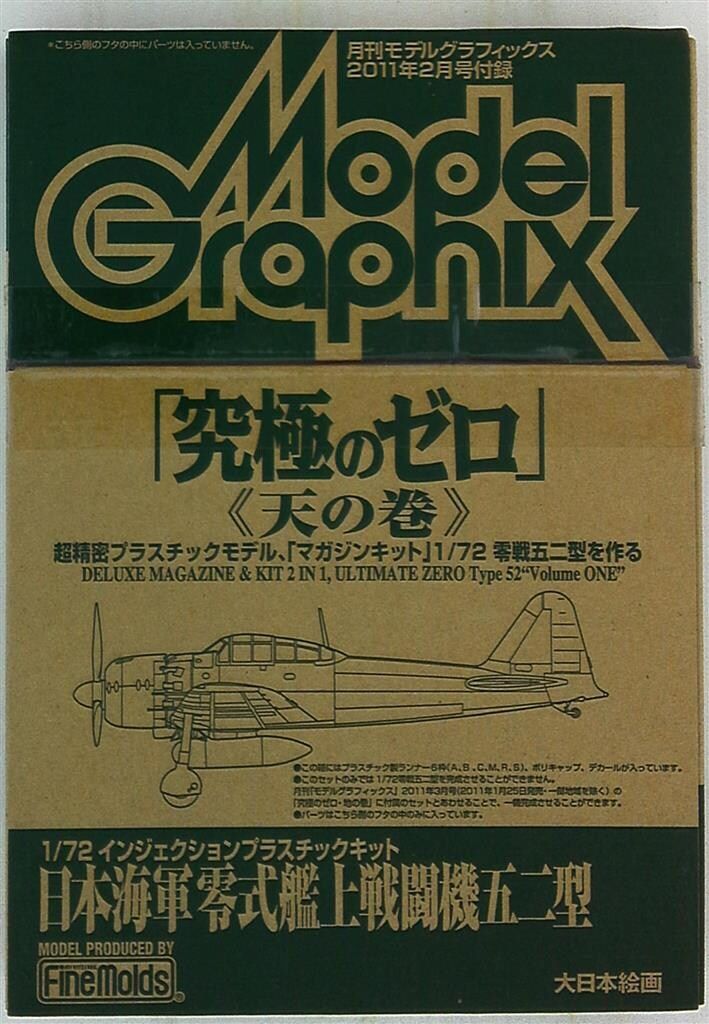 *こちら側のフタの中にパーツは入っていません。
月刊モデルグラフィックス
2011年2月号付録
Model
Graphix
「究極のゼロ」
《天の巻》
超精密プラスチックモデル、「マガジンキット」1/72 零戦五二型を作る
DELUXE MAGAZINE & KIT 2 IN 1, ULTIMATE ZERO Type 52“Volume ONE”
●この箱にはプラスチック製ランナー6枠(A、B、C、M、R、S)、ポリキャップ、デカールが入っています。
●このセットのみでは1/72零戦五二型を完成させることができません。
月刊『モデルグラフィックス』2011年3月号(2011年1月25日発売・一部地域を除く)の
「究極のゼロ・地の巻」に付属のセットとあわせることで、一機完成させることができます。
●パーツはこちら側のフタの中のみに入っています。
1/72 インジェクションプラスチックキット
日本海軍 零式艦上戦闘機五二型
MODEL PRODUCED BY
FineMolds®
大日本絵画